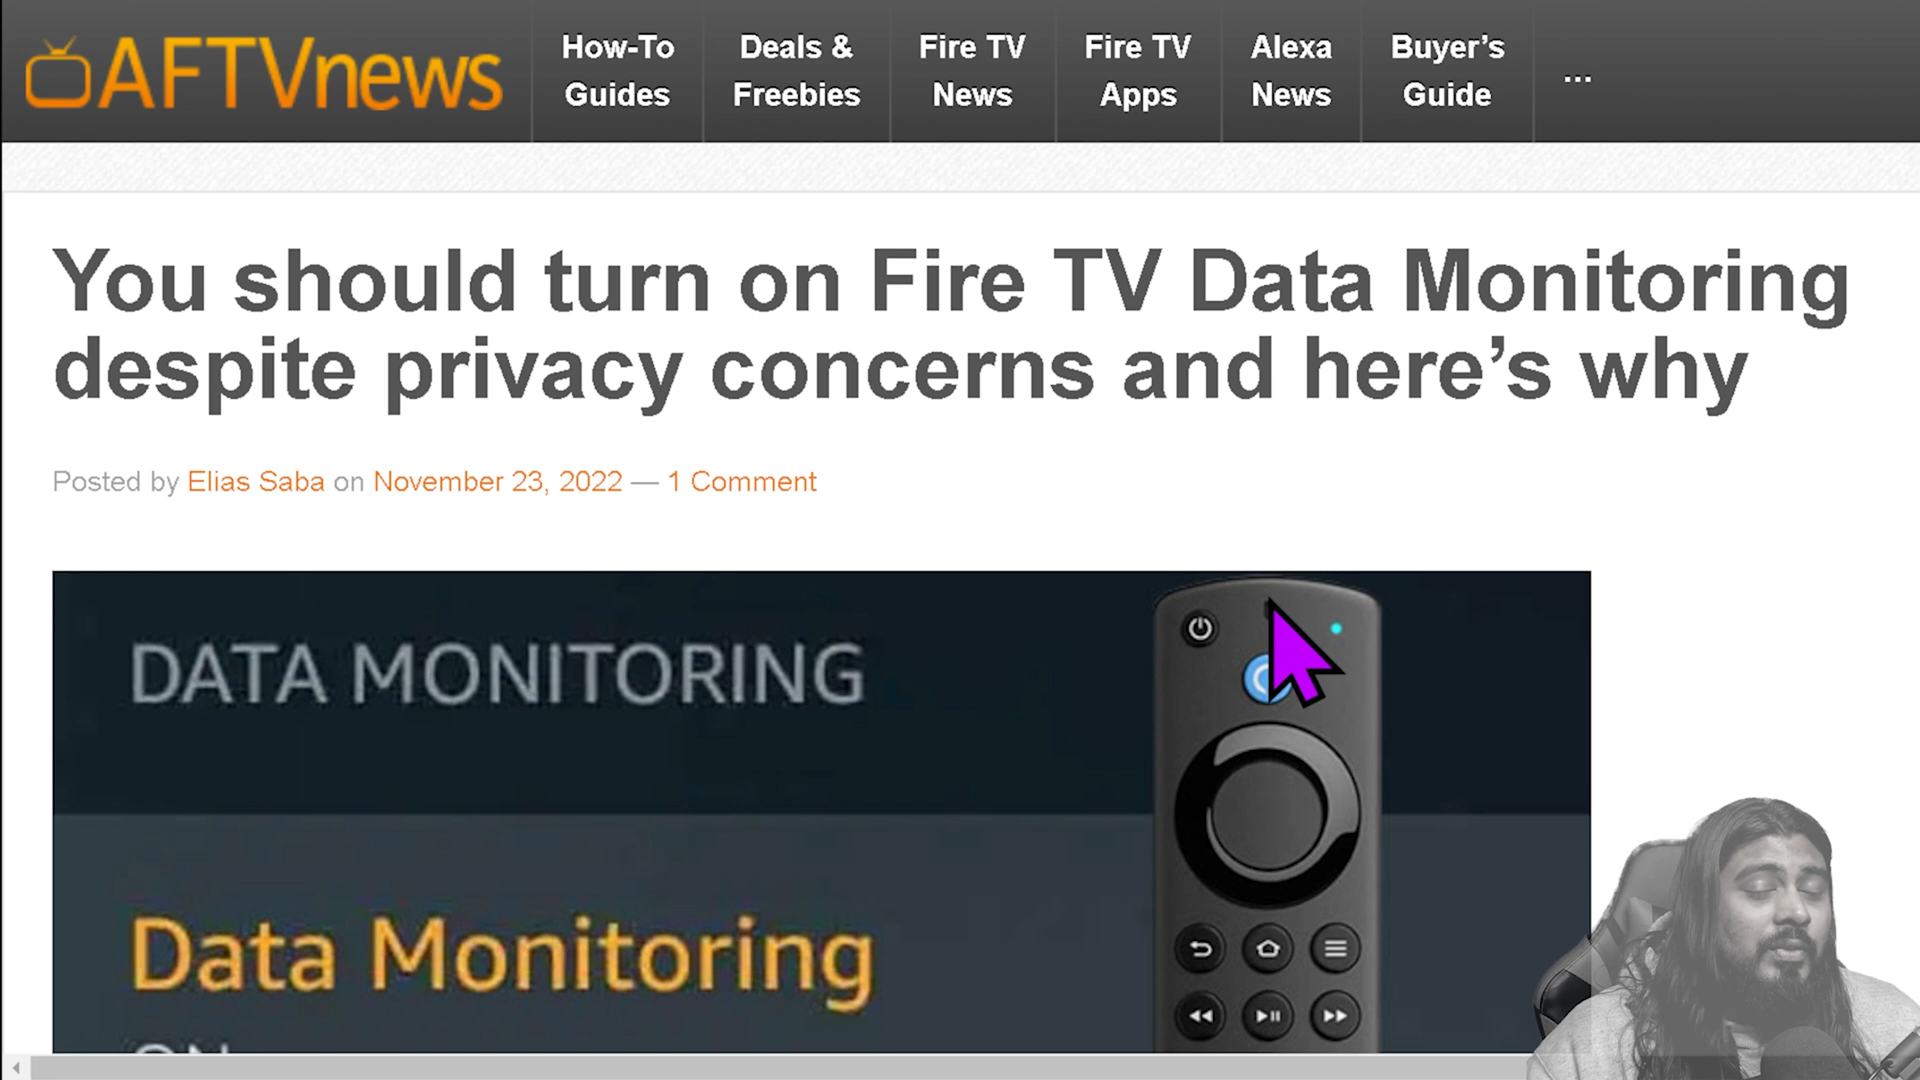 AFTVnews
How-To
Guides
Deals &
Freebies
Fire TV
News
Fire TV
Apps
Alexa
News
Buyer's
Guide
...
You should turn on Fire TV Data Monitoring
despite privacy concerns and here’s why
Posted by Elias Saba on November 23, 2022 — 1 Comment
DATA MONITORING
Data Monitoring
ON